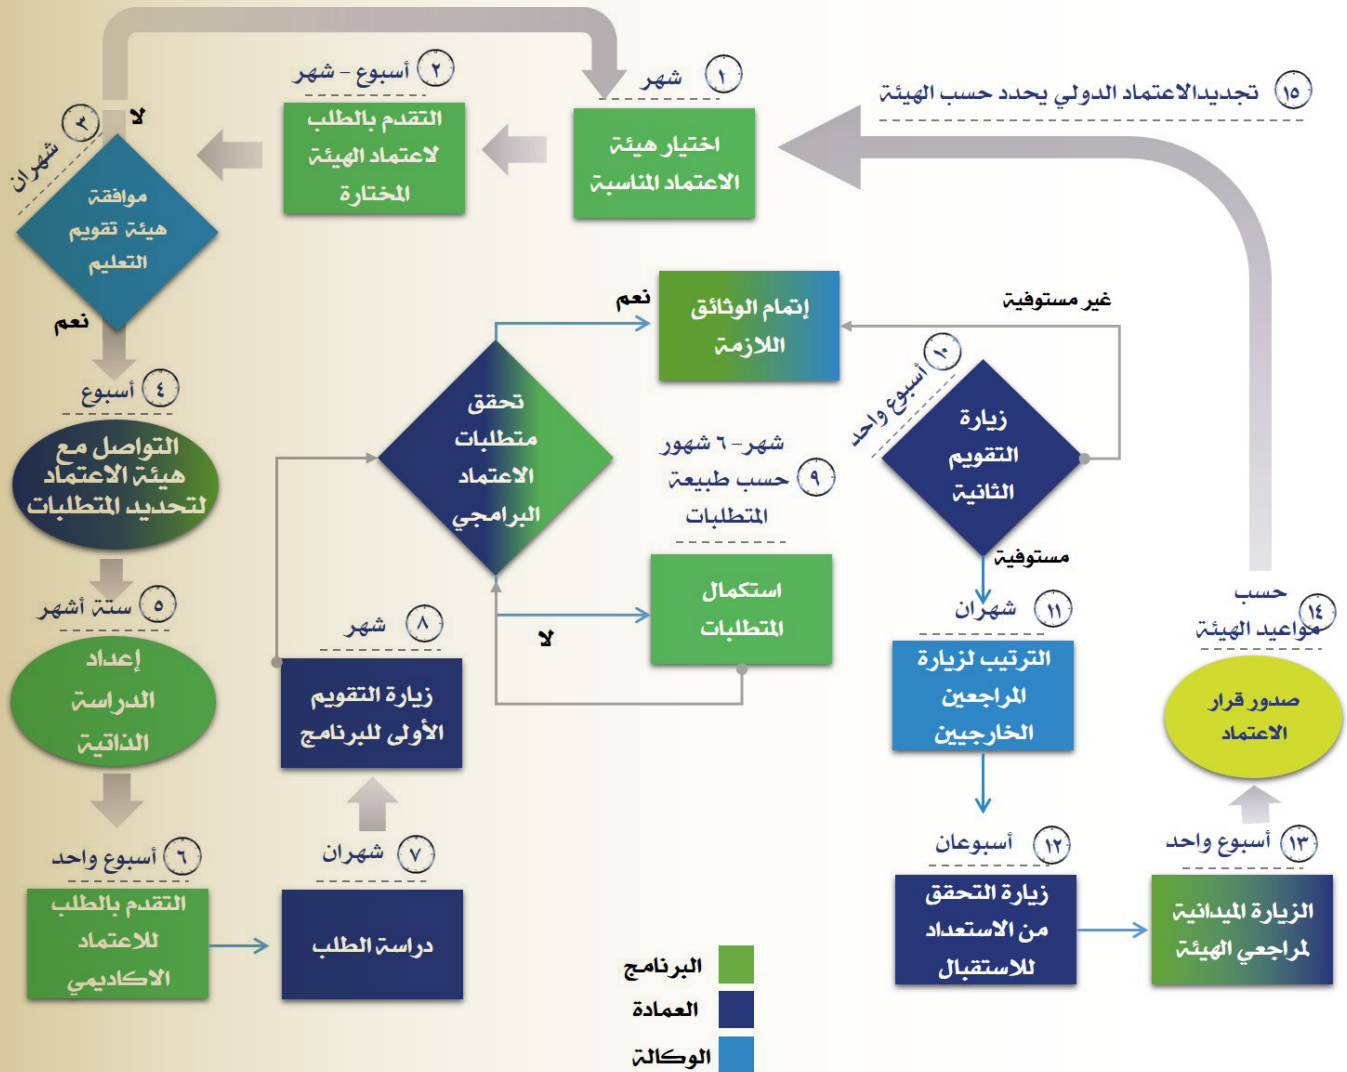 ١
شهر
اختيار هيئة
الاعتماد المناسبة
٢
أسبوع - شهر
التقدم بالطلب
لاعتماد الهيئة
المختارة
٣
شهران
موافقة
هيئة تقويم
التعليم
لا
نعم
٤
أسبوع
التواصل مع
هيئة الاعتماد
لتحديد المتطلبات
٥
ستة أشهر
إعداد
الدراسة
الذاتية
٦
أسبوع واحد
التقدم بالطلب
للاعتماد
الاكاديمي
٧
شهران
دراسة الطلب
٨
شهر
زيارة التقويم
الأولى للبرنامج
تحقق
متطلبات
الاعتماد
البرامجي
نعم
لا
إتمام الوثائق
اللازمة
شهر- ٦ شهور
٩
حسب طبيعة
المتطلبات
استكمال
المتطلبات
١٠
أسبوع واحد
زيارة
التقويم
الثانية
غير مستوفية
مستوفية
١١
شهران
الترتيب لزيارة
المراجعين
الخارجيين
١٢
أسبوعان
زيارة التحقق
من الاستعداد
للاستقبال
١٣
أسبوع واحد
الزيارة الميدانية
لمراجعي الهيئة
١٤
حسب
مواعيد الهيئة
صدور قرار
الاعتماد
١٥
تجديدالاعتماد الدولي يحدد حسب الهيئة
البرنامج
العمادة
الوكالة